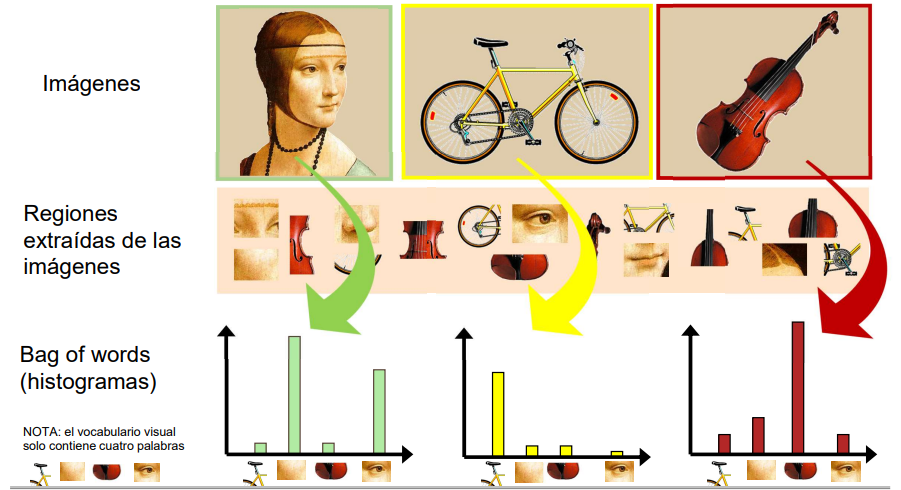 Imágenes
Regiones
extraídas de las
imágenes
Bag of words
(histogramas)
NOTA: el vocabulario visual
solo contiene cuatro palabras